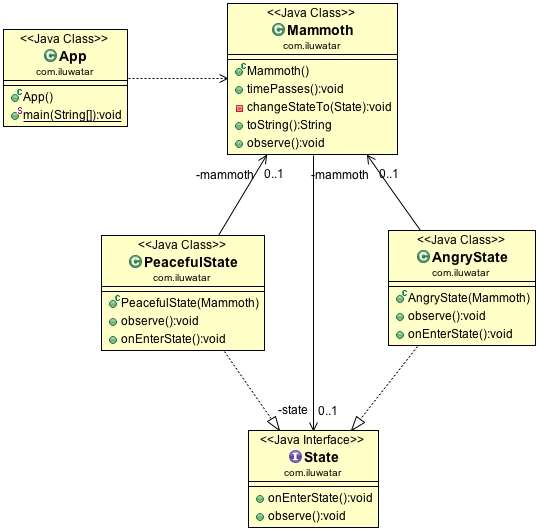 <<Java Class>>
App
com.iluwatar
App()
main(String[]):void
<<Java Class>>
Mammoth
com.iluwatar
Mammoth()
timePasses():void
changeStateTo(State):void
toString():String
observe():void
-mammoth 0..1
-mammoth 0..1
<<Java Class>>
PeacefulState
com.iluwatar
PeacefulState(Mammoth)
observe():void
onEnterState():void
<<Java Class>>
AngryState
com.iluwatar
AngryState(Mammoth)
observe():void
onEnterState():void
-state 0..1
<<Java Interface>>
State
com.iluwatar
onEnterState():void
observe():void